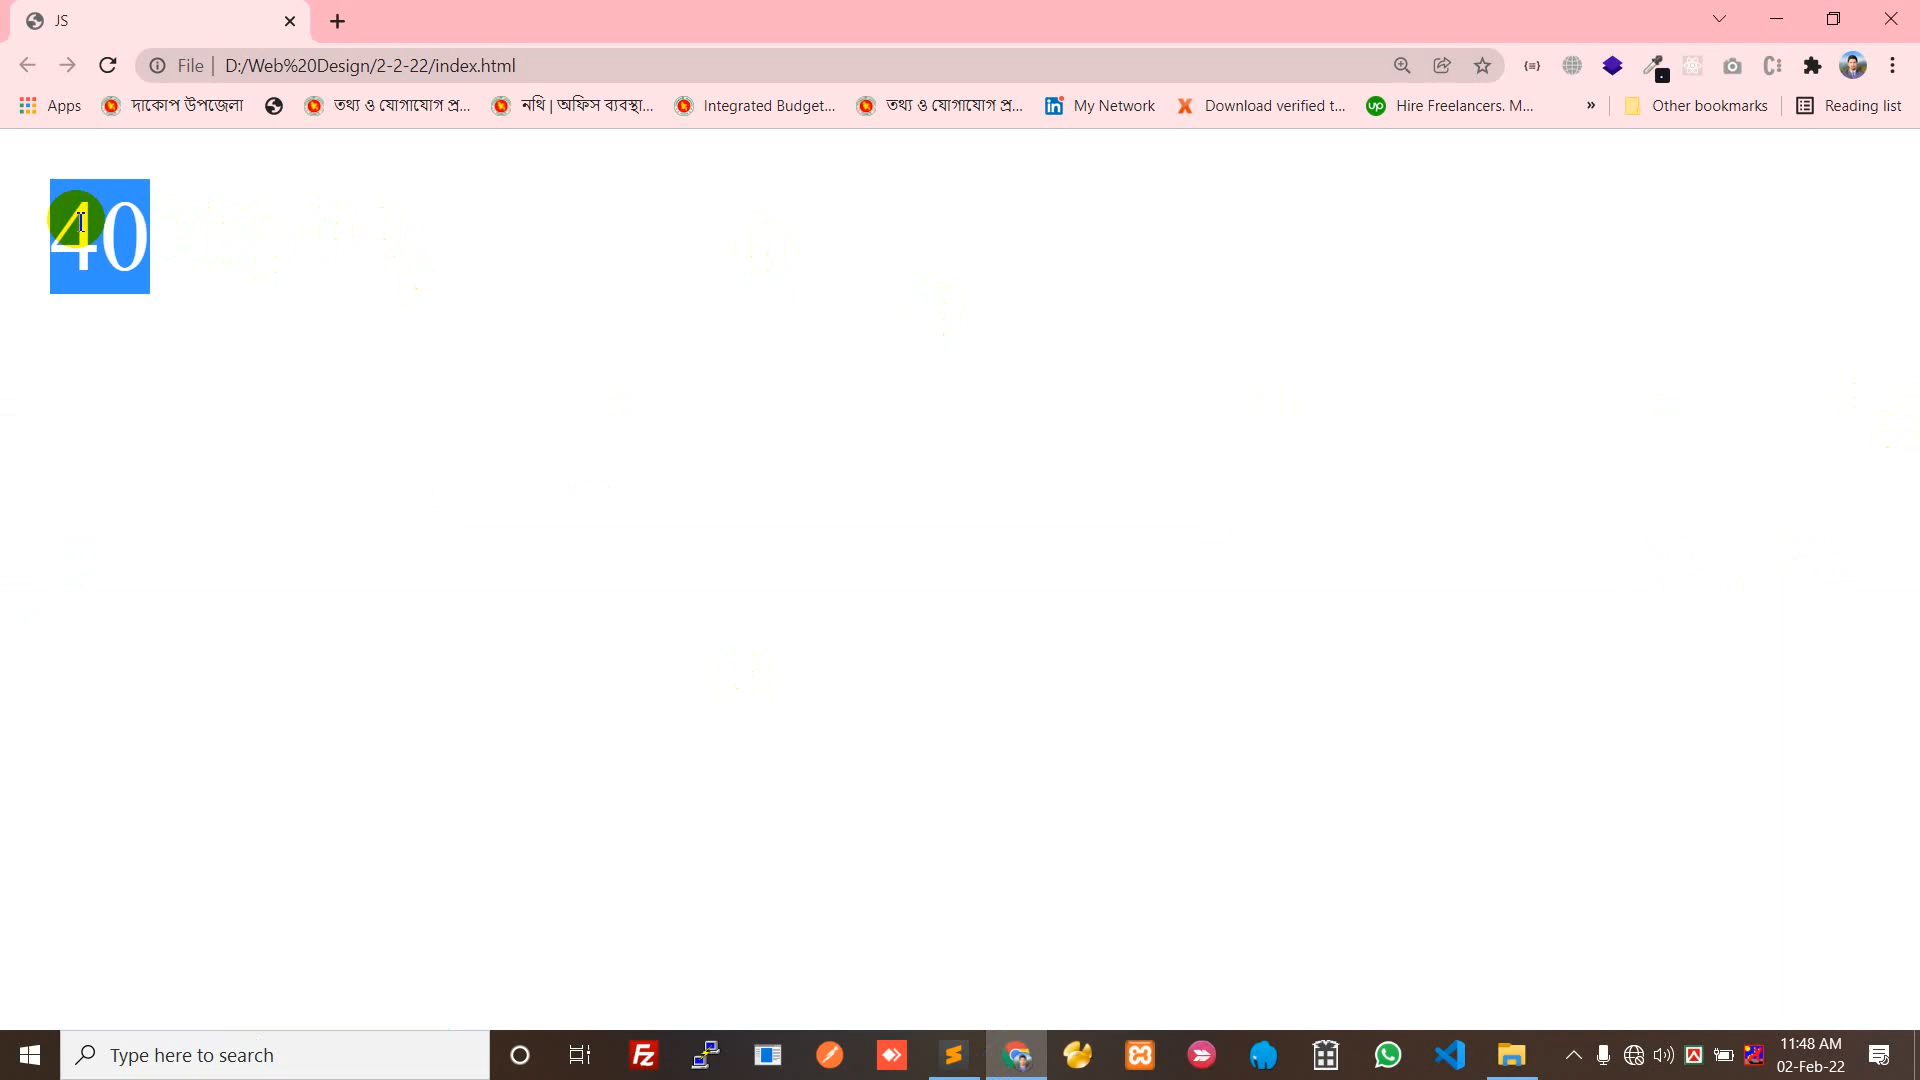 JS
File | D:/Web%20Design/2-2-22/index.html
Apps দাকোপ উপজেলা তথ্য ও যোগাযোগ প্র... নথি | অফিস ব্যবস্থা... Integrated Budget... তথ্য ও যোগাযোগ প্র... My Network Download verified t... Hire Freelancers. M... » Other bookmarks Reading list
40
Type here to search
11:48 AM
02-Feb-22